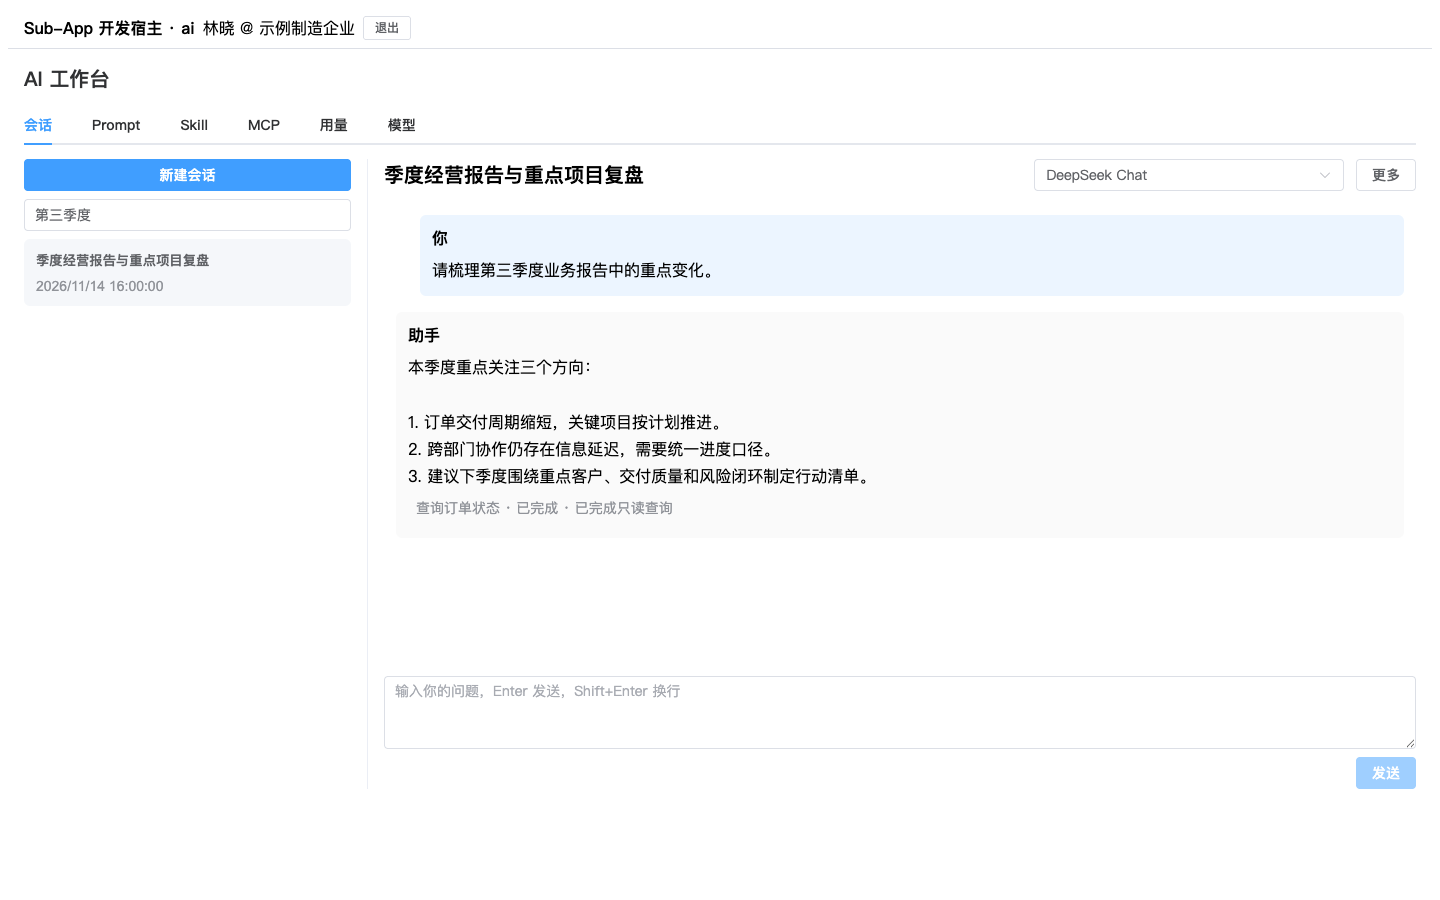 Sub-App 开发宿主 · ai 林晓 @ 示例制造企业 退出
AI 工作台
会话 Prompt Skill MCP 用量 模型
新建会话
第三季度
季度经营报告与重点项目复盘
2026/11/14 16:00:00
季度经营报告与重点项目复盘 DeepSeek Chat 更多
你
请梳理第三季度业务报告中的重点变化。
助手
本季度重点关注三个方向：
1. 订单交付周期缩短，关键项目按计划推进。
2. 跨部门协作仍存在信息延迟，需要统一进度口径。
3. 建议下季度围绕重点客户、交付质量和风险闭环制定行动清单。
查询订单状态 · 已完成 · 已完成只读查询
输入你的问题，Enter 发送，Shift+Enter 换行
发送